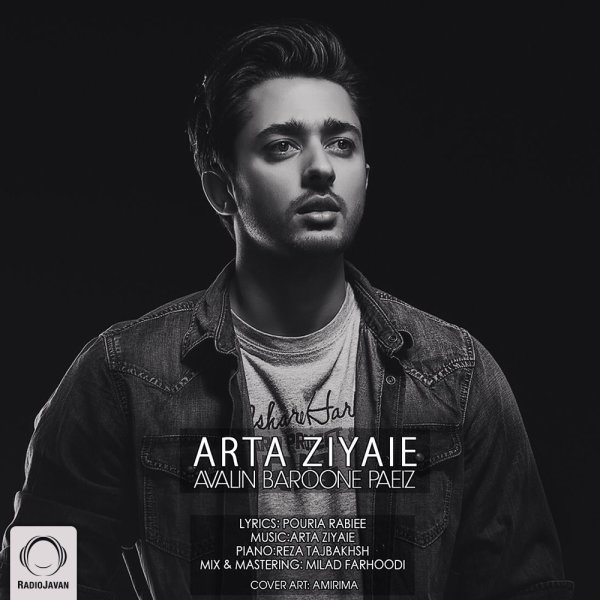 shareHar
ARTA ZIYAIE
AVALIN BAROONE PAEIZ
LYRICS: POURIA RABIEE
MUSIC:ARTA ZIYAIE
PIANO:REZA TAJBAKHSH
MIX & MASTERING: MILAD FARHOODI
COVER ART: AMIRIMA
RADIOJAVAN